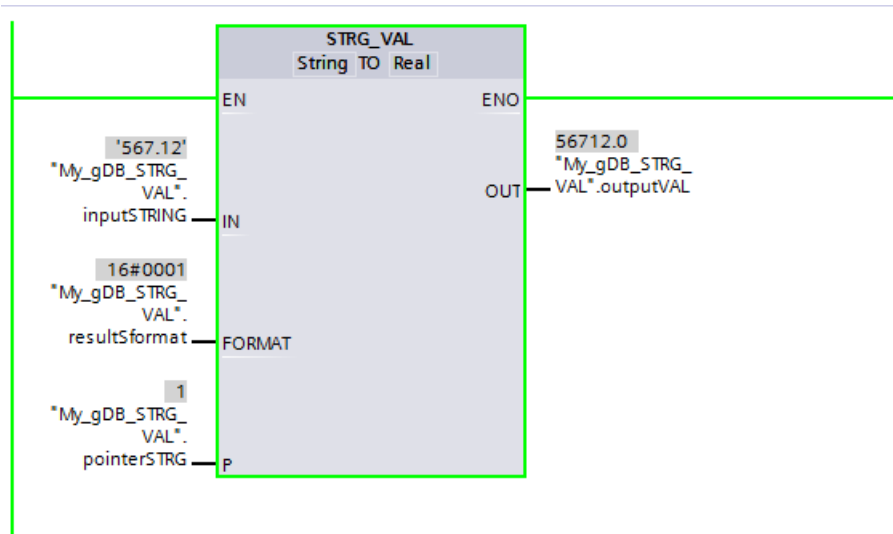 STRG_VAL
String TO Real
EN
ENO
'567.12'
"My_gDB_STRG_
VAL".
inputSTRING
IN
56712.0
"My_gDB_STRG_
VAL".outputVAL
OUT
16#0001
"My_gDB_STRG_
VAL".
resultSformat
FORMAT
1
"My_gDB_STRG_
VAL".
pointerSTRG
P